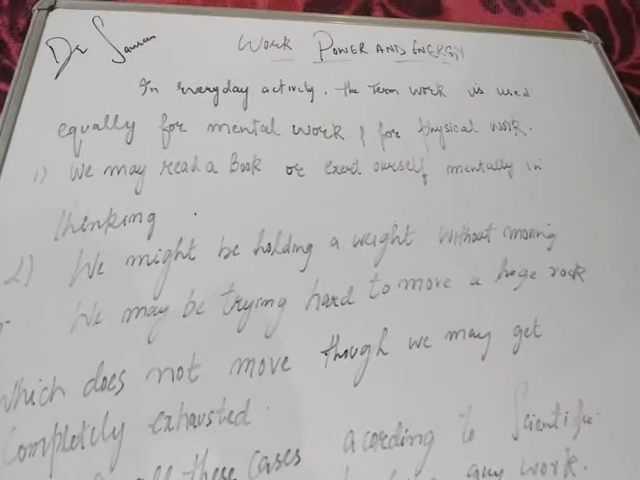 Dr
WORK POWER AND ENERGY
In everyday activity. the Term work is used
equally for mental work & for physical work.
1) We may read a Book or exert ourself mentally in
thinking.
2) We might be holding a weight without moving
We may be trying hard to move a hoge rock
which does not move though we may get
Completely exhausted.
all these cases acording to Scientific
any work.